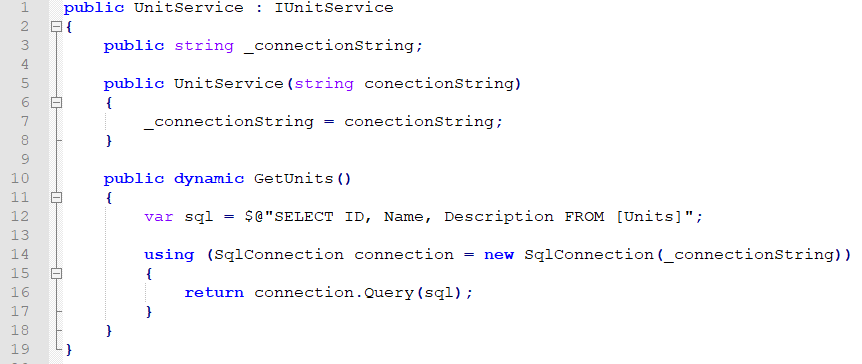 1 public UnitService : IUnitService
2 {
3     public string _connectionString;
4
5     public UnitService(string conectionString)
6     {
7         _connectionString = conectionString;
8     }
9
10     public dynamic GetUnits()
11     {
12         var sql = $@"SELECT ID, Name, Description FROM [Units]";
13
14         using (SqlConnection connection = new SqlConnection(_connectionString))
15         {
16             return connection.Query(sql);
17         }
18     }
19 }